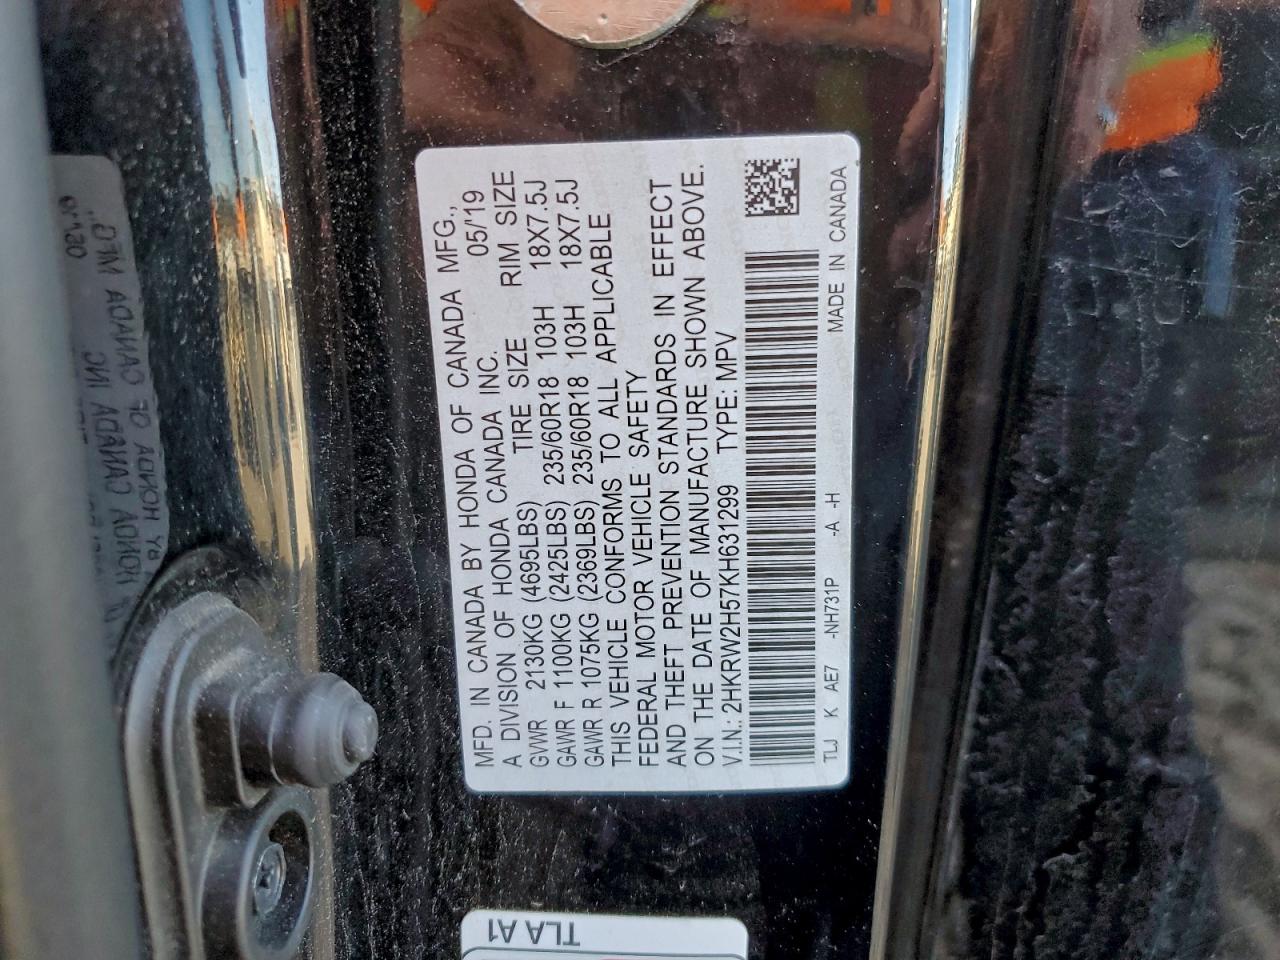 MFD. IN CANADA BY HONDA OF CANADA MFG.,
A DIVISION OF HONDA CANADA INC. 05/'19
GVWR 2130KG (4695LBS) TIRE SIZE RIM SIZE
GAWR F 1100KG (2425LBS) 235/60R18 103H 18X7.5J
GAWR R 1075KG (2369LBS) 235/60R18 103H 18X7.5J
THIS VEHICLE CONFORMS TO ALL APPLICABLE
FEDERAL MOTOR VEHICLE SAFETY
AND THEFT PREVENTION STANDARDS IN EFFECT
ON THE DATE OF MANUFACTURE SHOWN ABOVE.
V.I.N.: 2HKRW2H57KH631299 TYPE: MPV
TLJ K AE7 -NH731P -A -H MADE IN CANADA
TLA A1